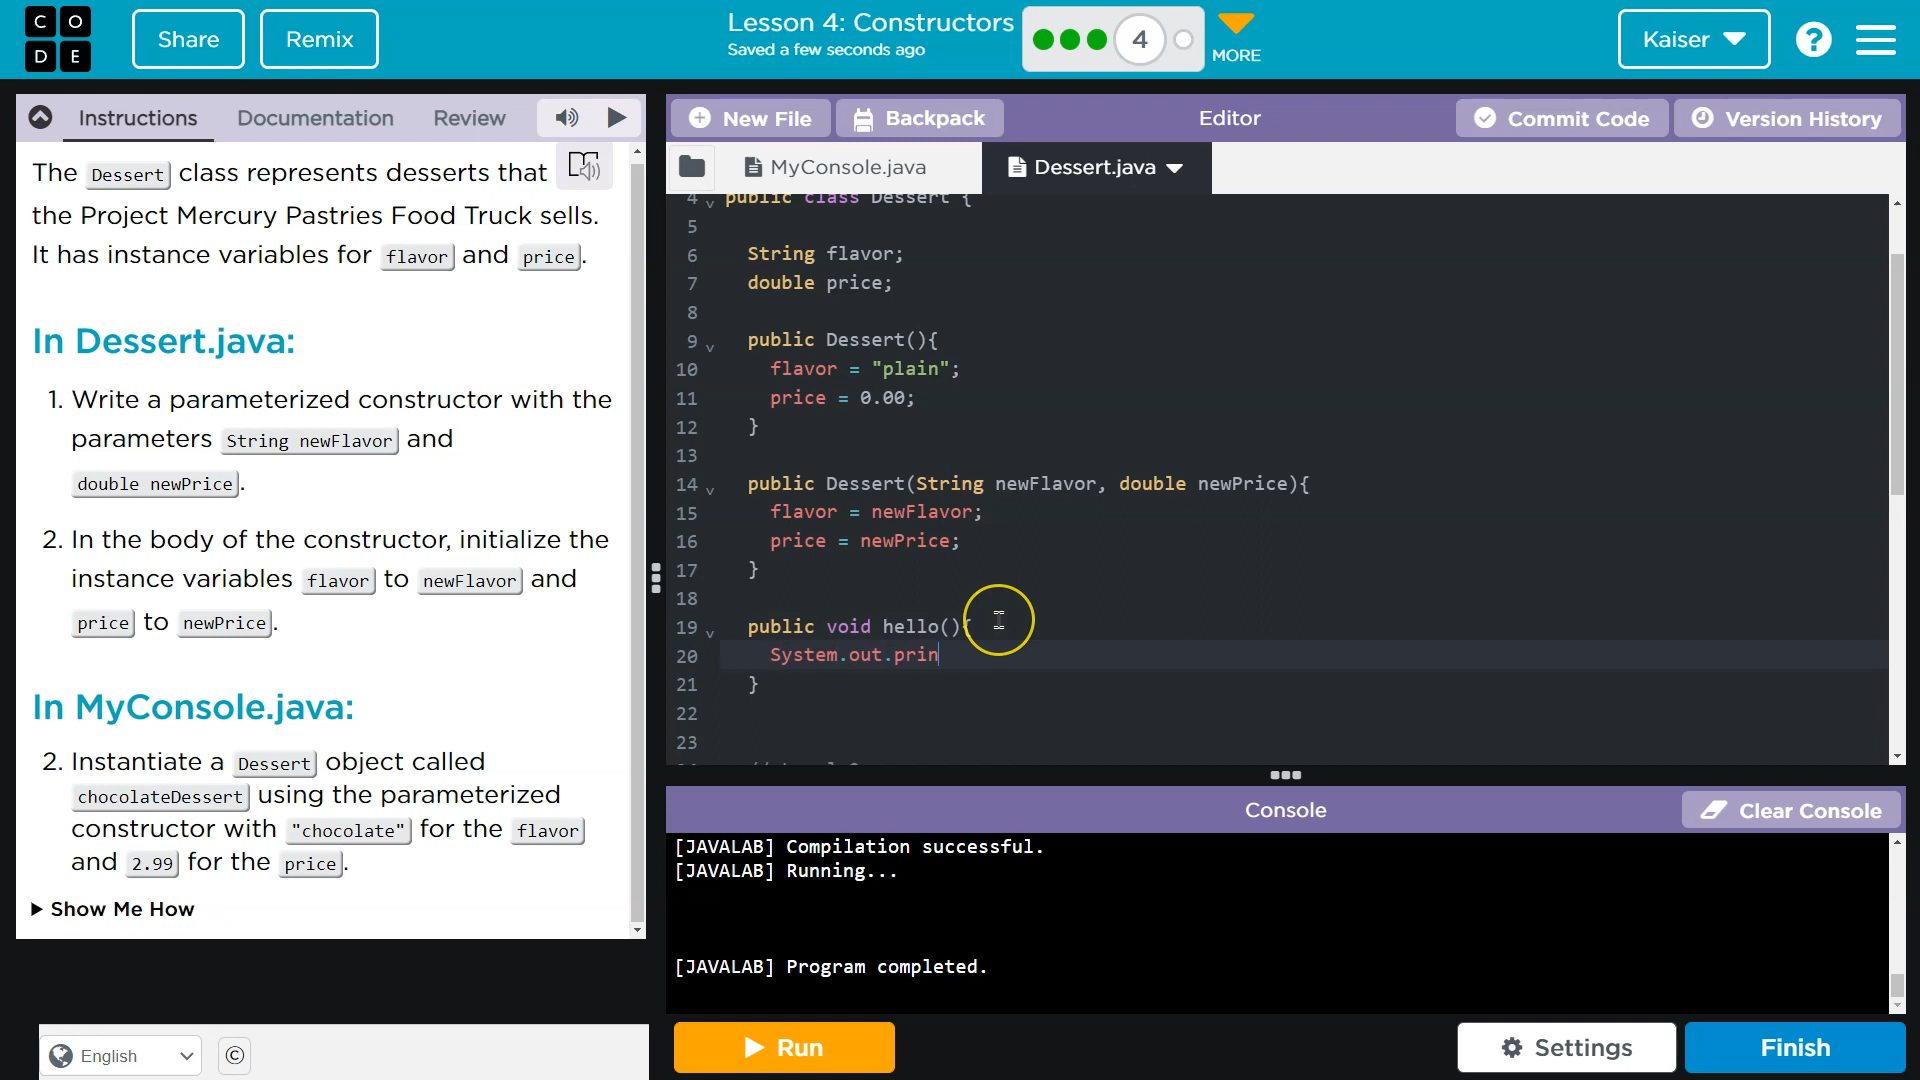 C O
D E
Share
Remix
Lesson 4: Constructors
Saved a few seconds ago
4
MORE
Kaiser
?
Instructions
Documentation
Review
The Dessert class represents desserts that
the Project Mercury Pastries Food Truck sells.
It has instance variables for flavor and price.
In Dessert.java:
1. Write a parameterized constructor with the
parameters String newFlavor and
double newPrice.
2. In the body of the constructor, initialize the
instance variables flavor to newFlavor and
price to newPrice.
In MyConsole.java:
2. Instantiate a Dessert object called
chocolateDessert using the parameterized
constructor with "chocolate" for the flavor
and 2.99 for the price.
Show Me How
English
©
New File
Backpack
Editor
Commit Code
Version History
MyConsole.java
Dessert.java
4 public class Dessert {
5
6 String flavor;
7 double price;
8
9 public Dessert(){
10 flavor = "plain";
11 price = 0.00;
12 }
13
14 public Dessert(String newFlavor, double newPrice){
15 flavor = newFlavor;
16 price = newPrice;
17 }
18
19 public void hello(){
20 System.out.prin
21 }
22
23
Console
Clear Console
[JAVALAB] Compilation successful.
[JAVALAB] Running...
[JAVALAB] Program completed.
Run
Settings
Finish